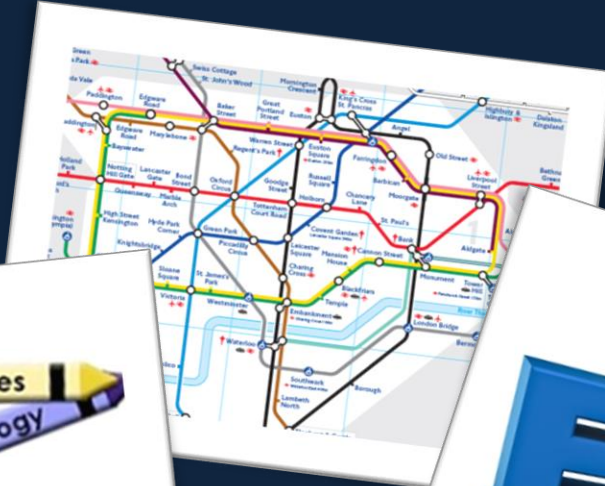 Swiss Cottage
St. John's Wood
Mornington
Crescent
King's Cross
St. Pancras
Highbury &
Islington
Dalston
Kingsland
Paddington
Edgware
Road
Baker
Street
Great
Portland
Street
Euston
Angel
Edgware
Road
Marylebone
Warren Street
Regent's Park
Euston
Square
Farringdon
Old Street
Bayswater
Barbican
Liverpool
Street
Bethnal
Green
Holland
Park
Notting
Hill Gate
Lancaster
Gate
Bond
Street
Oxford
Circus
Goodge
Street
Russell
Square
Moorgate
Queensway
Marble
Arch
Tottenham
Court Road
Holborn
Chancery
Lane
St. Paul's
High Street
Kensington
Hyde Park
Corner
Green Park
Covent Garden
Bank
Knightsbridge
Piccadilly
Circus
Leicester
Square
Mansion
House
Cannon Street
Aldgate
Sloane
Square
St. James's
Park
Charing
Cross
Monument
Tower
Hill
Victoria
Westminster
Blackfriars
Temple
Embankment
London Bridge
Waterloo
Southwark
Borough
Lambeth
North
es
ogy
E